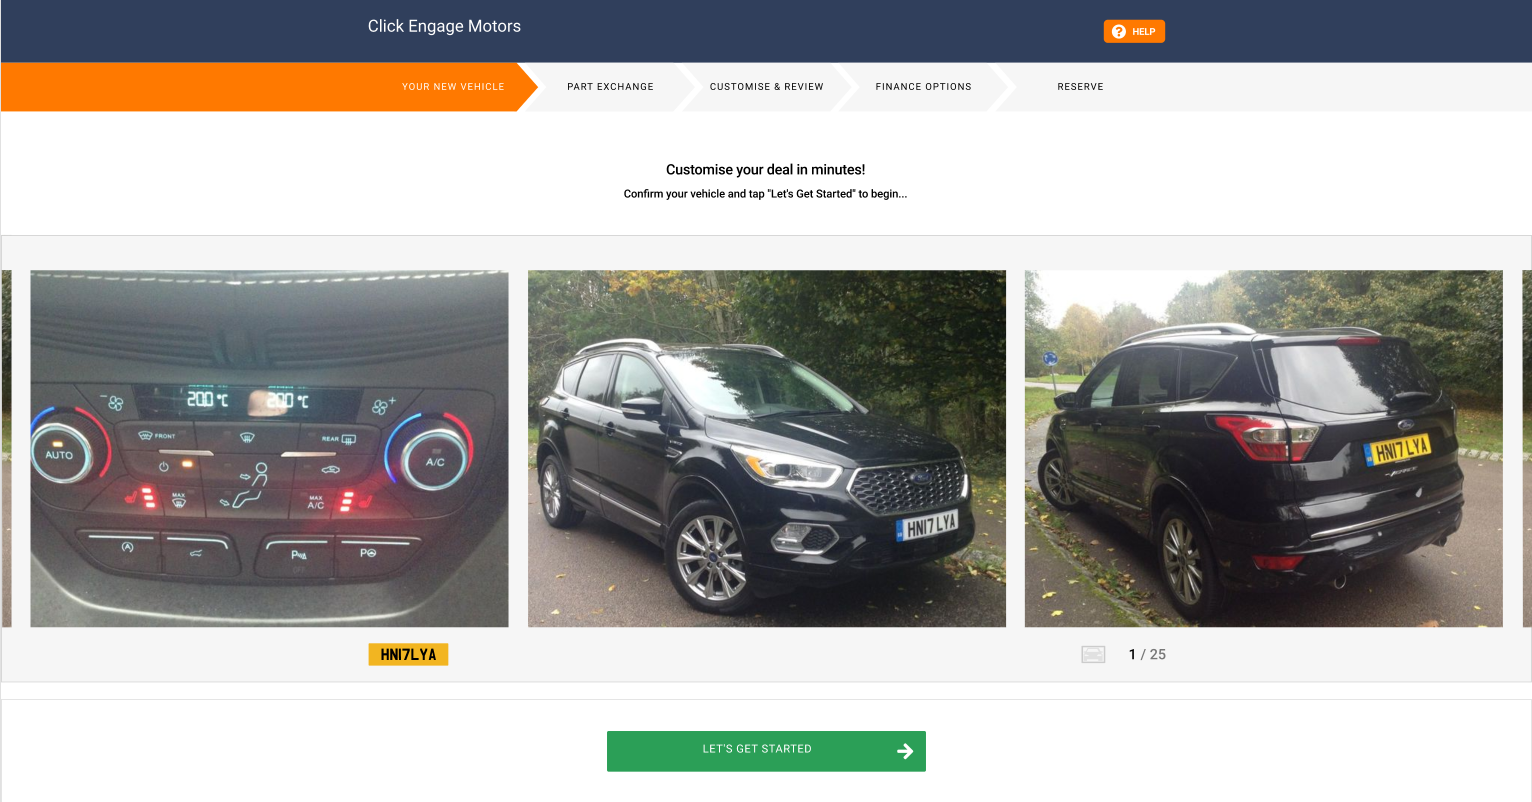 Click Engage Motors
HELP
YOUR NEW VEHICLE
PART EXCHANGE
CUSTOMISE & REVIEW
FINANCE OPTIONS
RESERVE
Customise your deal in minutes!
Confirm your vehicle and tap "Let's Get Started" to begin...
20.0 °C
20.0 °C
FRONT
REAR
AUTO
A/C
MAX
MAX
A/C
HN17 LYA
HN17 LYA
HN17LYA
1 / 25
LET'S GET STARTED